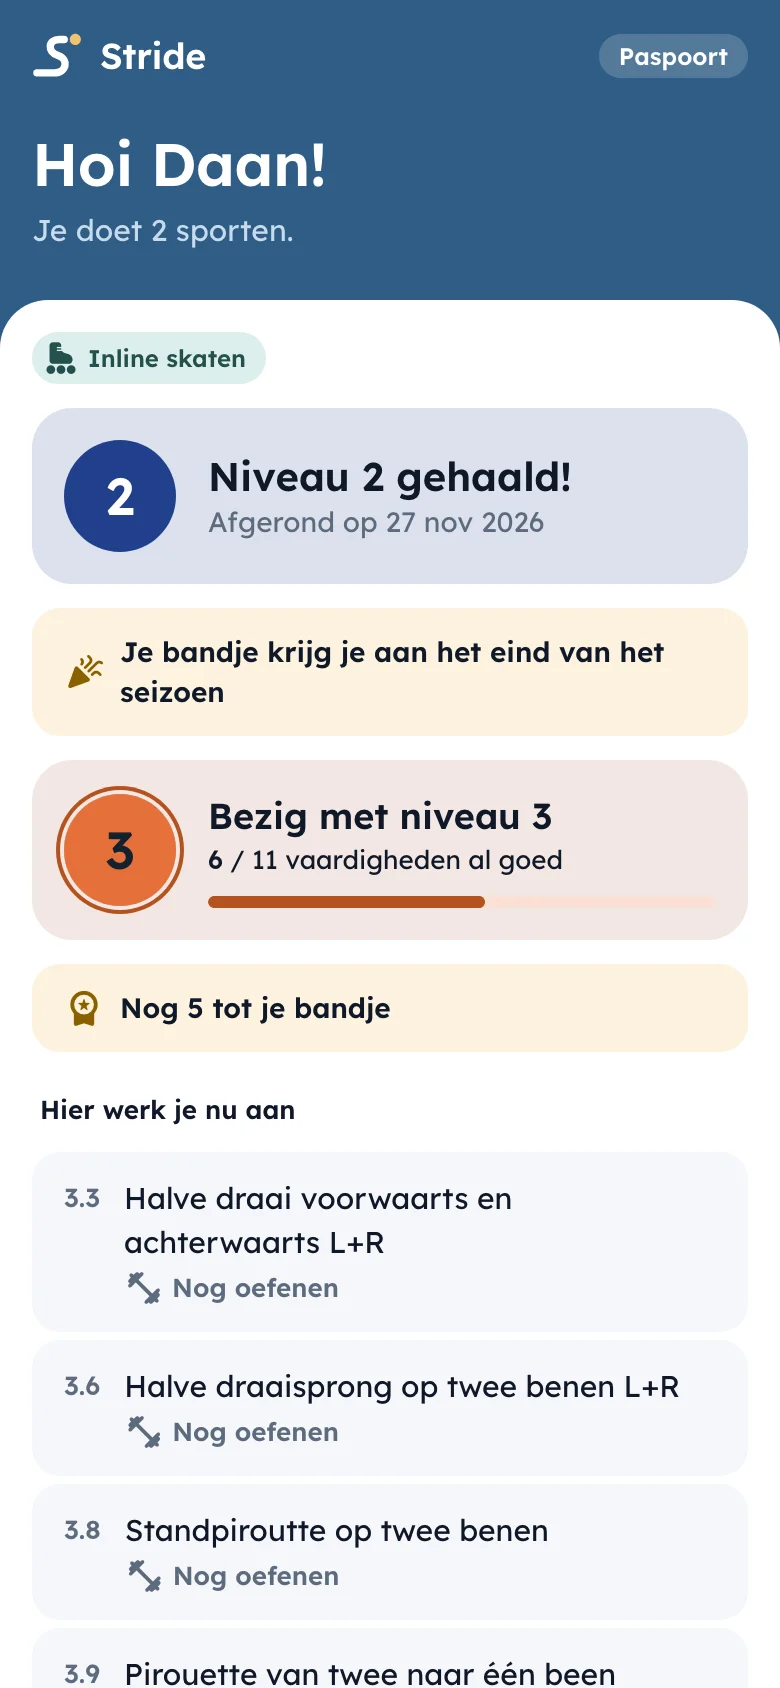 Stride
Paspoort
Hoi Daan!
Je doet 2 sporten.
Inline skaten
2
Niveau 2 gehaald!
Afgerond op 27 nov 2026
Je bandje krijg je aan het eind van het
seizoen
3
Bezig met niveau 3
6 / 11 vaardigheden al goed
Nog 5 tot je bandje
Hier werk je nu aan
3.3 Halve draai voorwaarts en
achterwaarts L+R
Nog oefenen
3.6 Halve draaisprong op twee benen L+R
Nog oefenen
3.8 Standpiroutte op twee benen
Nog oefenen
3.9 Pirouette van twee naar één been